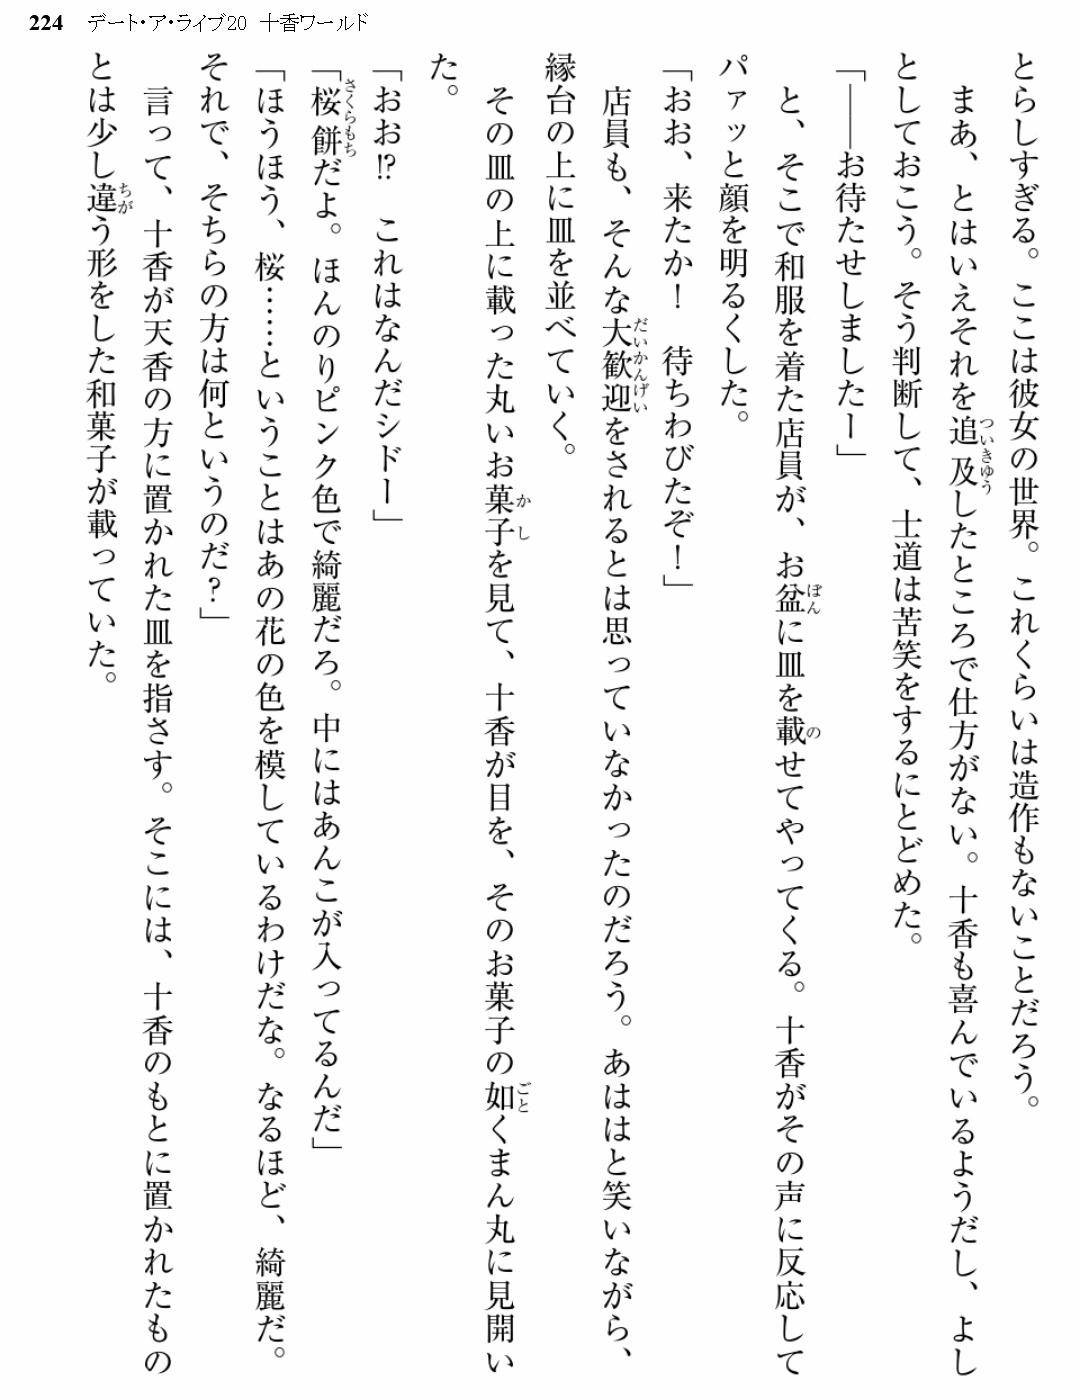 224 デート・ア・ライブ20 十香ワールド
とらしすぎる。ここは彼女の世界。これくらいは造作もないことだろう。
まあ、とはいえそれを追及したところで仕方がない。十香も喜んでいるようだし、よし
としておこう。そう判断して、士道は苦笑をするにとどめた。
「――お待たせしましたー」
と、そこで和服を着た店員が、お盆に皿を載せてやってくる。十香がその声に反応して
パァッと顔を明るくした。
「おお、来たか！　待ちわびたぞ！」
店員も、そんな大歓迎をされるとは思っていなかったのだろう。あははと笑いながら、
縁台の上に皿を並べていく。
その皿の上に載った丸いお菓子を見て、十香が目を、そのお菓子の如くまん丸に見開い
た。
「おお!?　これはなんだシドー」
「桜餅だよ。ほんのりピンク色で綺麗だろ。中にはあんこが入ってるんだ」
「ほうほう、桜……ということはあの花の色を模しているわけだな。なるほど、綺麗だ。
それで、そちらの方は何というのだ？」
言って、十香が天香の方に置かれた皿を指さす。そこには、十香のもとに置かれたもの
とは少し違う形をした和菓子が載っていた。